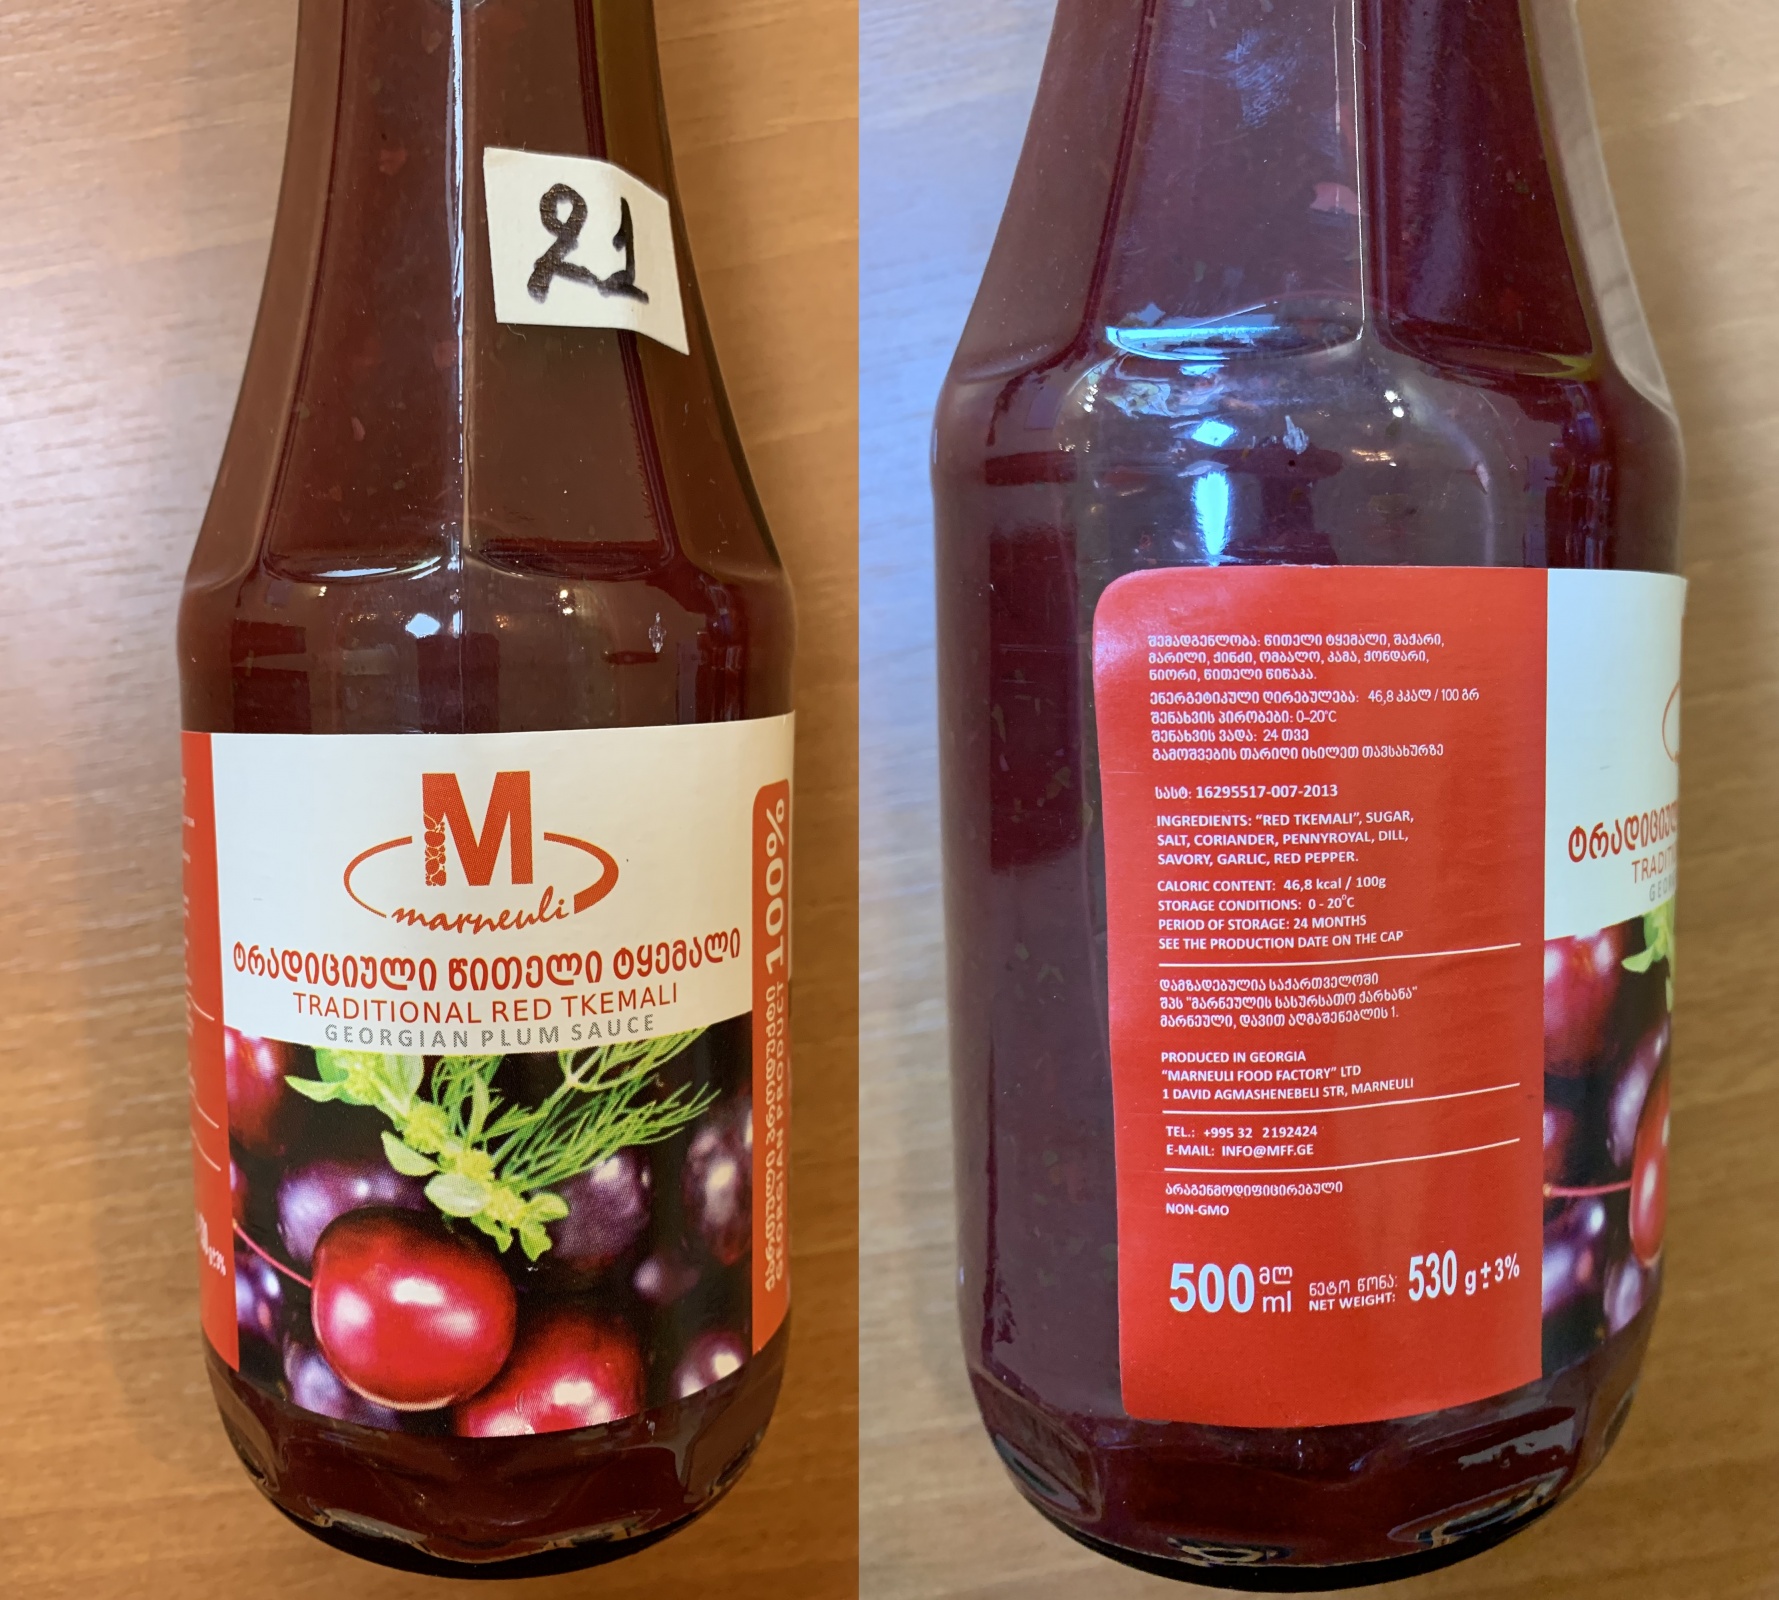 21
M
marneuli
ტრადიციული წითელი ტყემალი
TRADITIONAL RED TKEMALI
GEORGIAN PLUM SAUCE
ქართული პროდუქტი 100%
GEORGIAN PRODUCT
შემადგენლობა: წითელი ტყემალი, შაქარი,
მარილი, ქინძი, ომბალო, კამა, ქონდარი,
ნიორი, წითელი წიწაკა.
ენერგეტიკული ღირებულება: 46,8 კკალ / 100 გრ
შენახვის პირობები: 0–20°C
შენახვის ვადა: 24 თვე
გამოშვების თარიღი იხილეთ თავსახურზე
სასტ: 16295517-007-2013
INGREDIENTS: “RED TKEMALI”, SUGAR,
SALT, CORIANDER, PENNYROYAL, DILL,
SAVORY, GARLIC, RED PEPPER.
CALORIC CONTENT: 46,8 kcal / 100g
STORAGE CONDITIONS: 0 - 20°C
PERIOD OF STORAGE: 24 MONTHS
SEE THE PRODUCTION DATE ON THE CAP
დამზადებულია საქართველოში
შპს "მარნეულის სასურსათო ქარხანა"
მარნეული, დავით აღმაშენებლის 1.
PRODUCED IN GEORGIA
“MARNEULI FOOD FACTORY” LTD
1 DAVID AGMASHENEBELI STR, MARNEULI
TEL.: +995 32 2192424
E-MAIL: INFO@MFF.GE
არაგენმოდიფიცირებული
NON-GMO
500 მლ ml ნეტო წონა: NET WEIGHT: 530 g±3%